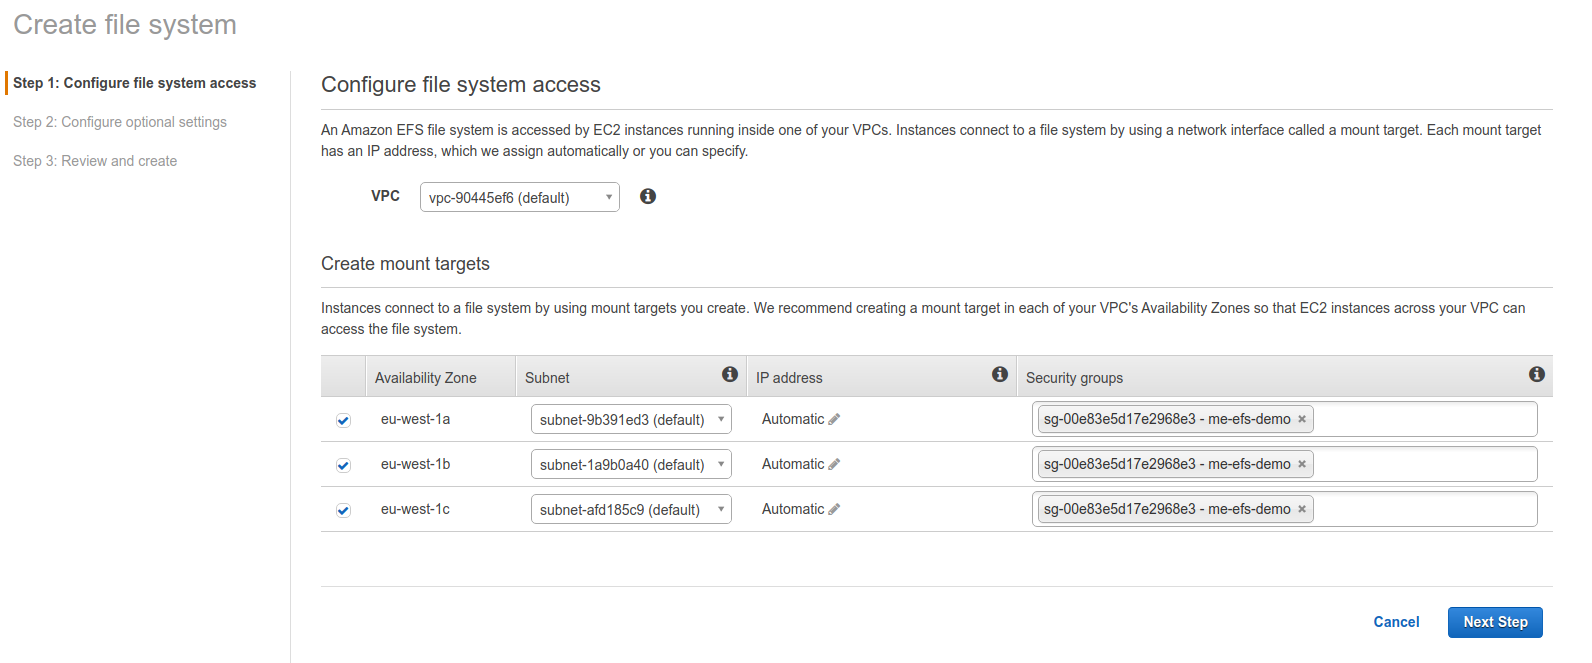 Create file system
Step 1: Configure file system access
Step 2: Configure optional settings
Step 3: Review and create
Configure file system access
An Amazon EFS file system is accessed by EC2 instances running inside one of your VPCs. Instances connect to a file system by using a network interface called a mount target. Each mount target
has an IP address, which we assign automatically or you can specify.
VPC vpc-90445ef6 (default)
Create mount targets
Instances connect to a file system by using mount targets you create. We recommend creating a mount target in each of your VPC's Availability Zones so that EC2 instances across your VPC can
access the file system.
Availability Zone Subnet IP address Security groups
eu-west-1a subnet-9b391ed3 (default) Automatic sg-00e83e5d17e2968e3 - me-efs-demo
eu-west-1b subnet-1a9b0a40 (default) Automatic sg-00e83e5d17e2968e3 - me-efs-demo
eu-west-1c subnet-afd185c9 (default) Automatic sg-00e83e5d17e2968e3 - me-efs-demo
Cancel Next Step